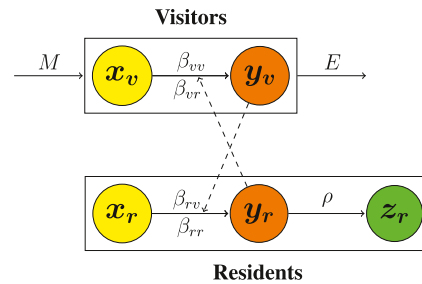 Visitors
M
x_v
β_vv
β_vr
y_v
E
x_r
β_rv
β_rr
y_r
ρ
z_r
Residents